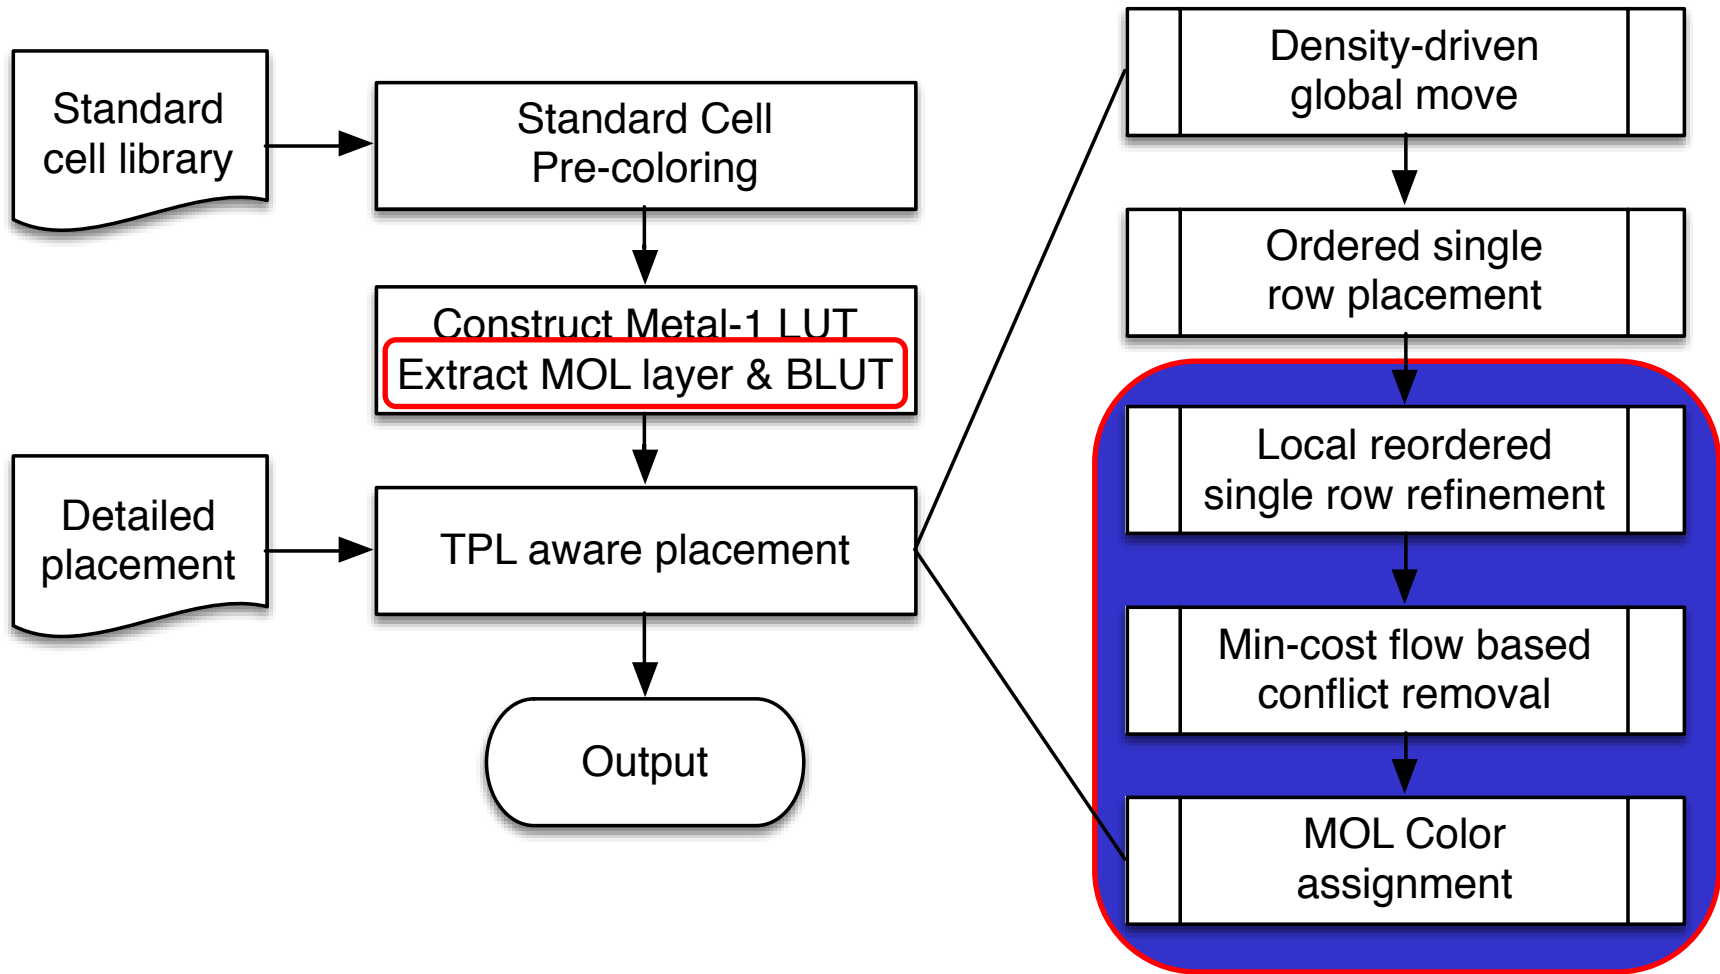 Standard
cell library
Standard Cell
Pre-coloring
Construct Metal-1 LUT
Extract MOL layer & BLUT
Detailed
placement
TPL aware placement
Output
Density-driven
global move
Ordered single
row placement
Local reordered
single row refinement
Min-cost flow based
conflict removal
MOL Color
assignment